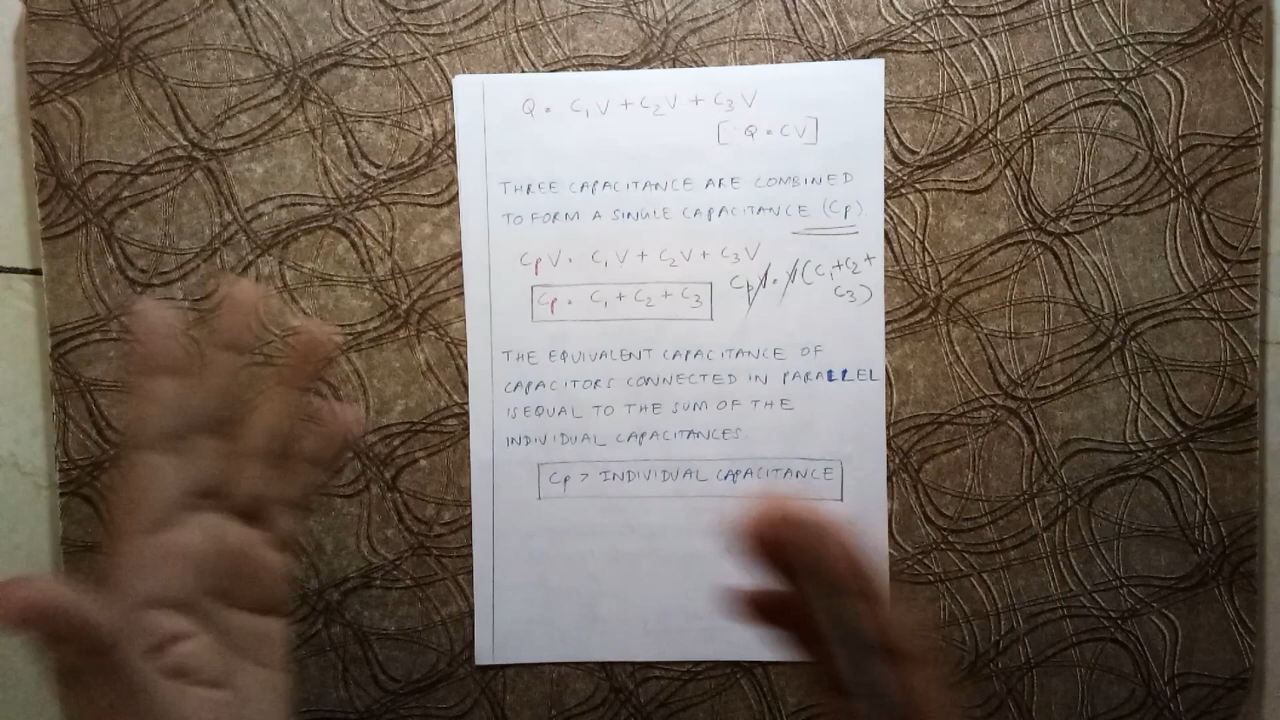 Q = C₁V + C₂V + C₃V
[∵ Q = CV]
THREE CAPACITANCE ARE COMBINED
TO FORM A SINGLE CAPACITANCE (Cp).
CpV = C₁V + C₂V + C₃V
Cp = C₁ + C₂ + C₃
CpV = V(C₁+C₂+
C₃)
THE EQUIVALENT CAPACITANCE OF
CAPACITORS CONNECTED IN PARALLEL
IS EQUAL TO THE SUM OF THE
INDIVIDUAL CAPACITANCES.
Cp > INDIVIDUAL CAPACITANCE